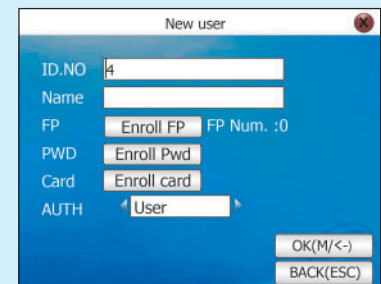 New user
ID.NO 4
Name
FP Enroll FP FP Num. :0
PWD Enroll Pwd
Card Enroll card
AUTH User
OK(M/<-)
BACK(ESC)